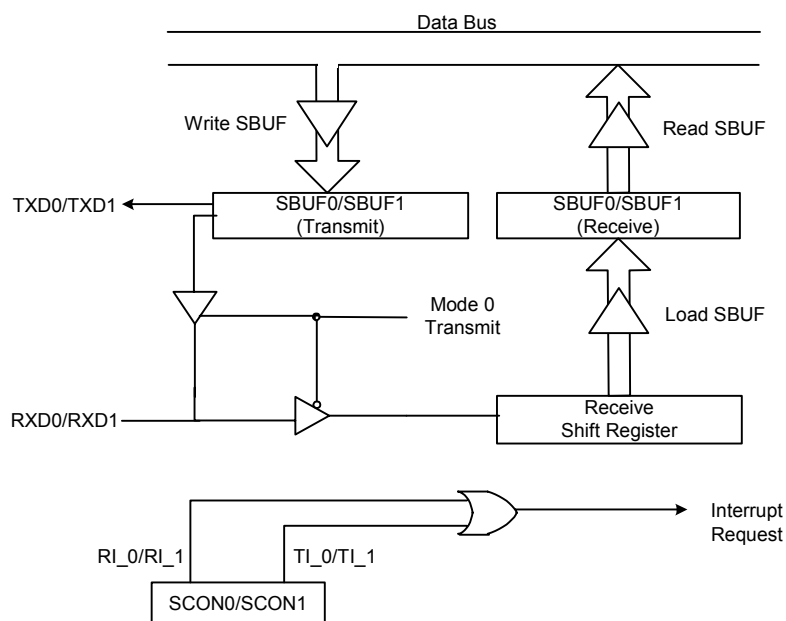 Data Bus
Write SBUF
Read SBUF
TXD0/TXD1
SBUF0/SBUF1
(Transmit)
SBUF0/SBUF1
(Receive)
Mode 0
Transmit
Load SBUF
RXD0/RXD1
Receive
Shift Register
Interrupt
Request
RI_0/RI_1
TI_0/TI_1
SCON0/SCON1